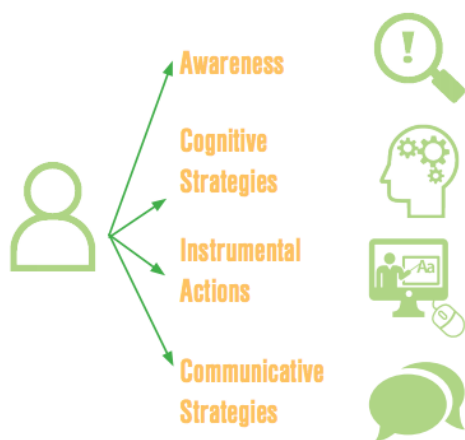 Awareness
Cognitive
Strategies
Instrumental
Actions
Aa
Communicative
Strategies